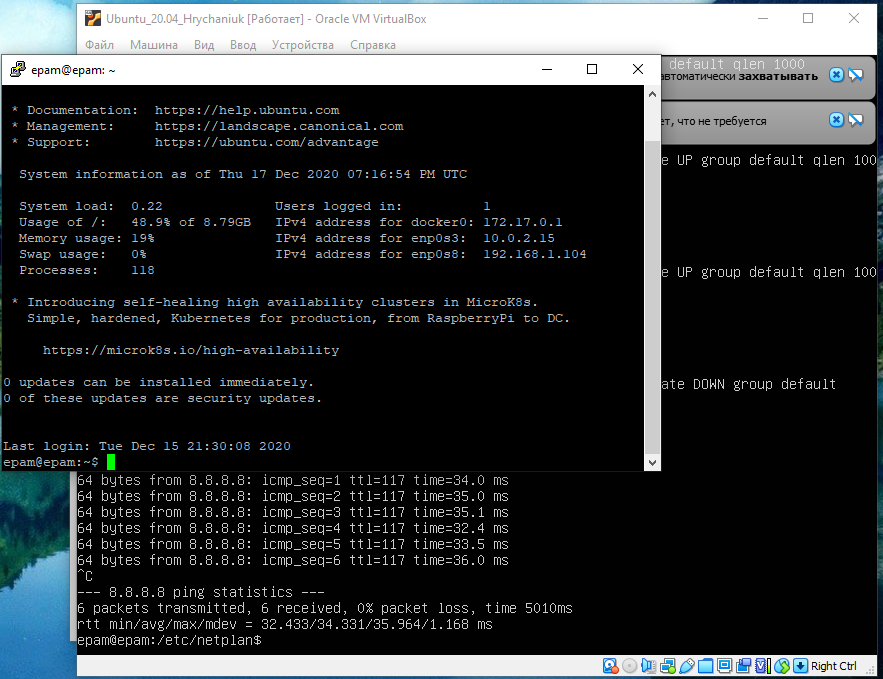 Ubuntu_20.04_Hrychaniuk [Работает] - Oracle VM VirtualBox
Файл Машина Вид Ввод Устройства Справка
epam@epam: ~
default qlen 1000
автоматически захватывать
что не требуется
* Documentation: https://help.ubuntu.com
* Management: https://landscape.canonical.com
* Support: https://ubuntu.com/advantage
System information as of Thu 17 Dec 2020 07:16:54 PM UTC
System load: 0.22 Users logged in: 1
Usage of /: 48.9% of 8.79GB IPv4 address for docker0: 172.17.0.1
Memory usage: 19% IPv4 address for enp0s3: 10.0.2.15
Swap usage: 0% IPv4 address for enp0s8: 192.168.1.104
Processes: 118
* Introducing self-healing high availability clusters in MicroK8s.
Simple, hardened, Kubernetes for production, from RaspberryPi to DC.
https://microk8s.io/high-availability
0 updates can be installed immediately.
0 of these updates are security updates.
Last login: Tue Dec 15 21:30:08 2020
epam@epam:~$
e UP group default qlen 100
e UP group default qlen 100
ate DOWN group default
64 bytes from 8.8.8.8: icmp_seq=1 ttl=117 time=34.0 ms
64 bytes from 8.8.8.8: icmp_seq=2 ttl=117 time=35.0 ms
64 bytes from 8.8.8.8: icmp_seq=3 ttl=117 time=35.1 ms
64 bytes from 8.8.8.8: icmp_seq=4 ttl=117 time=32.4 ms
64 bytes from 8.8.8.8: icmp_seq=5 ttl=117 time=33.5 ms
64 bytes from 8.8.8.8: icmp_seq=6 ttl=117 time=36.0 ms
^C
--- 8.8.8.8 ping statistics ---
6 packets transmitted, 6 received, 0% packet loss, time 5010ms
rtt min/avg/max/mdev = 32.433/34.331/35.964/1.168 ms
epam@epam:/etc/netplan$
Right Ctrl